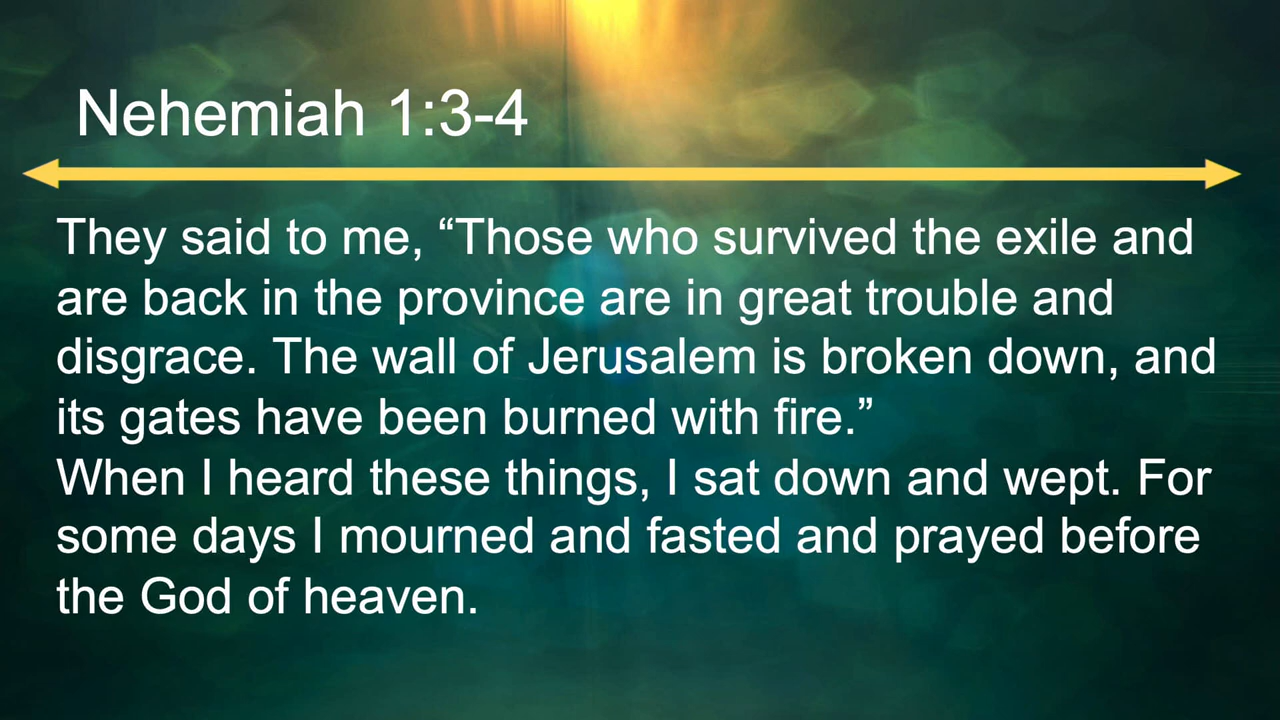 Nehemiah 1:3-4
They said to me, “Those who survived the exile and
are back in the province are in great trouble and
disgrace. The wall of Jerusalem is broken down, and
its gates have been burned with fire.”
When I heard these things, I sat down and wept. For
some days I mourned and fasted and prayed before
the God of heaven.